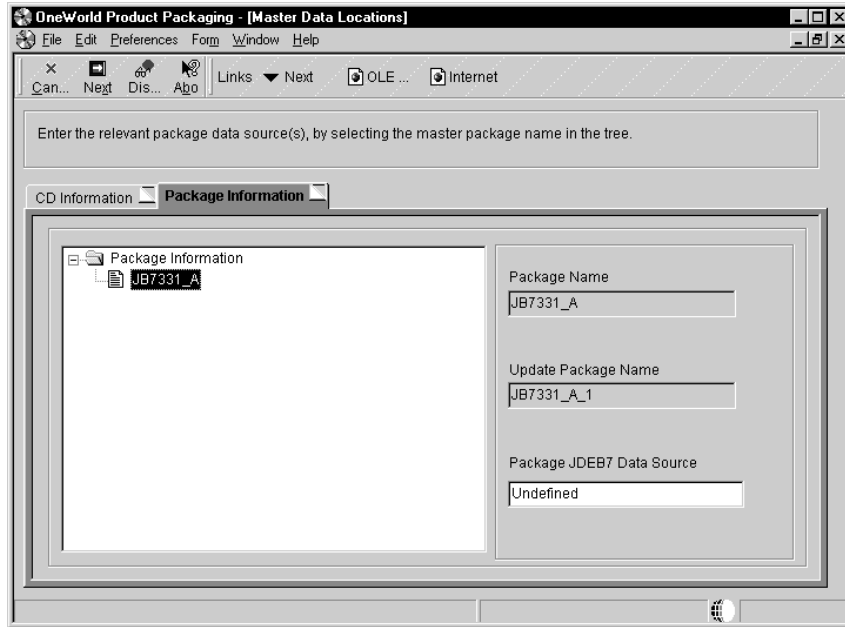 OneWorld Product Packaging - [Master Data Locations]
File Edit Preferences Form Window Help
Can... Next Dis... Abo Links Next OLE ... Internet
Enter the relevant package data source(s), by selecting the master package name in the tree.
CD Information Package Information
Package Information
JB7331_A
Package Name
JB7331_A
Update Package Name
JB7331_A_1
Package JDEB7 Data Source
Undefined